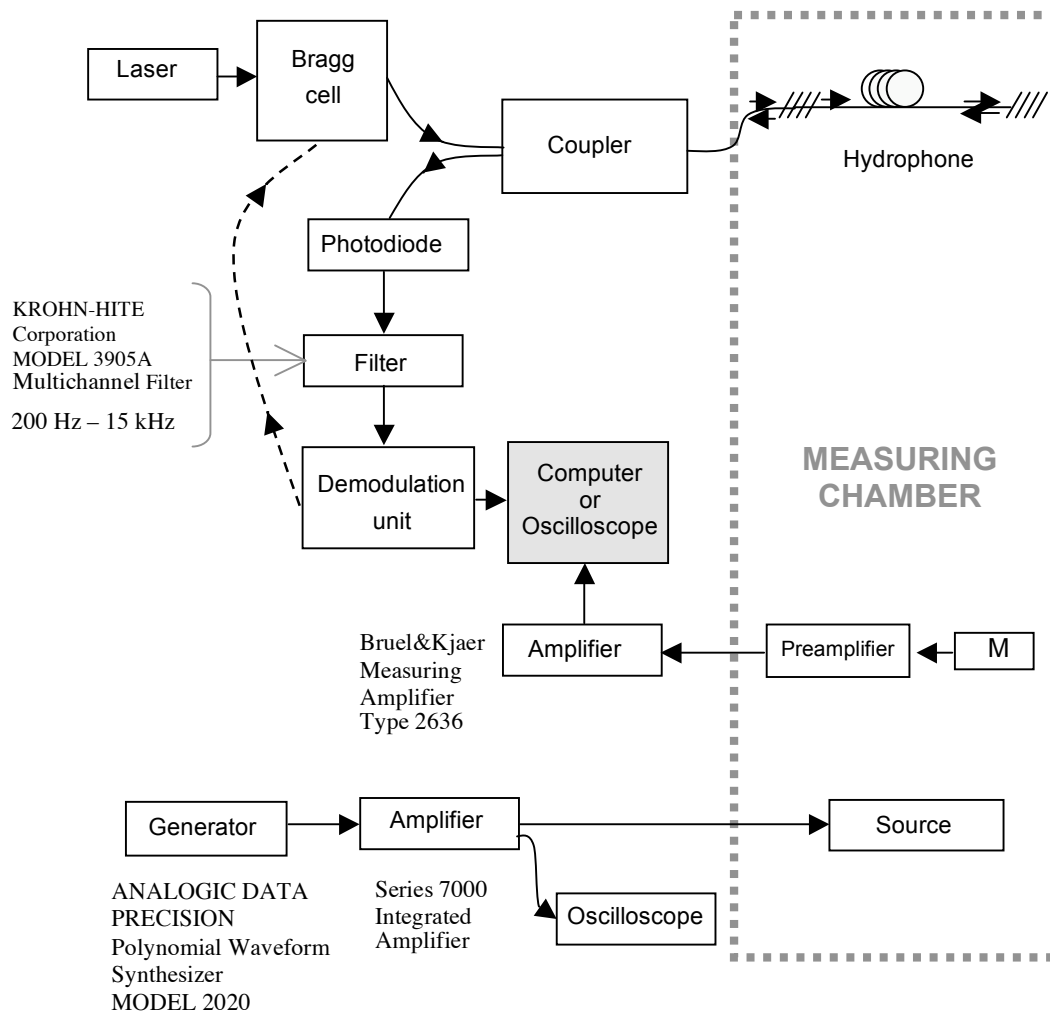 Laser
Bragg
cell
Coupler
Hydrophone
Photodiode
KROHN-HITE
Corporation
MODEL 3905A
Multichannel Filter
200 Hz – 15 kHz
Filter
Demodulation
unit
Computer
or
Oscilloscope
MEASURING
CHAMBER
Bruel&Kjaer
Measuring
Amplifier
Type 2636
Amplifier
Preamplifier
M
Generator
Amplifier
Source
ANALOGIC DATA
PRECISION
Polynomial Waveform
Synthesizer
MODEL 2020
Series 7000
Integrated
Amplifier
Oscilloscope